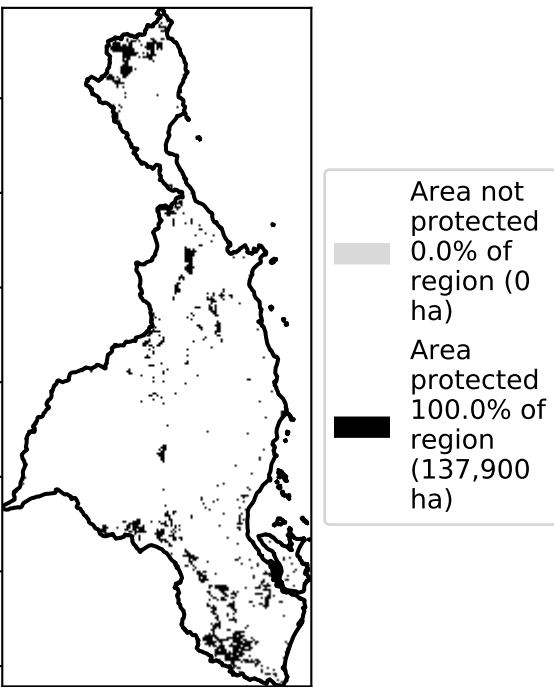 Area not
protected
0.0% of
region (0
ha)
Area
protected
100.0% of
region
(137,900
ha)